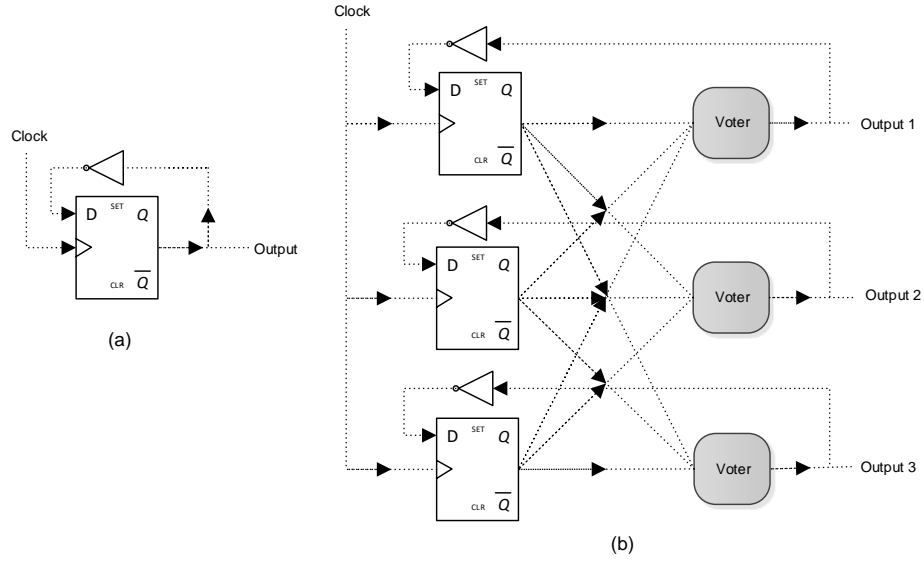 Clock
D SET Q
CLR Q
Output
(a)
Clock
D SET Q
CLR Q
Voter
Output 1
D SET Q
CLR Q
Voter
Output 2
D SET Q
CLR Q
Voter
Output 3
(b)